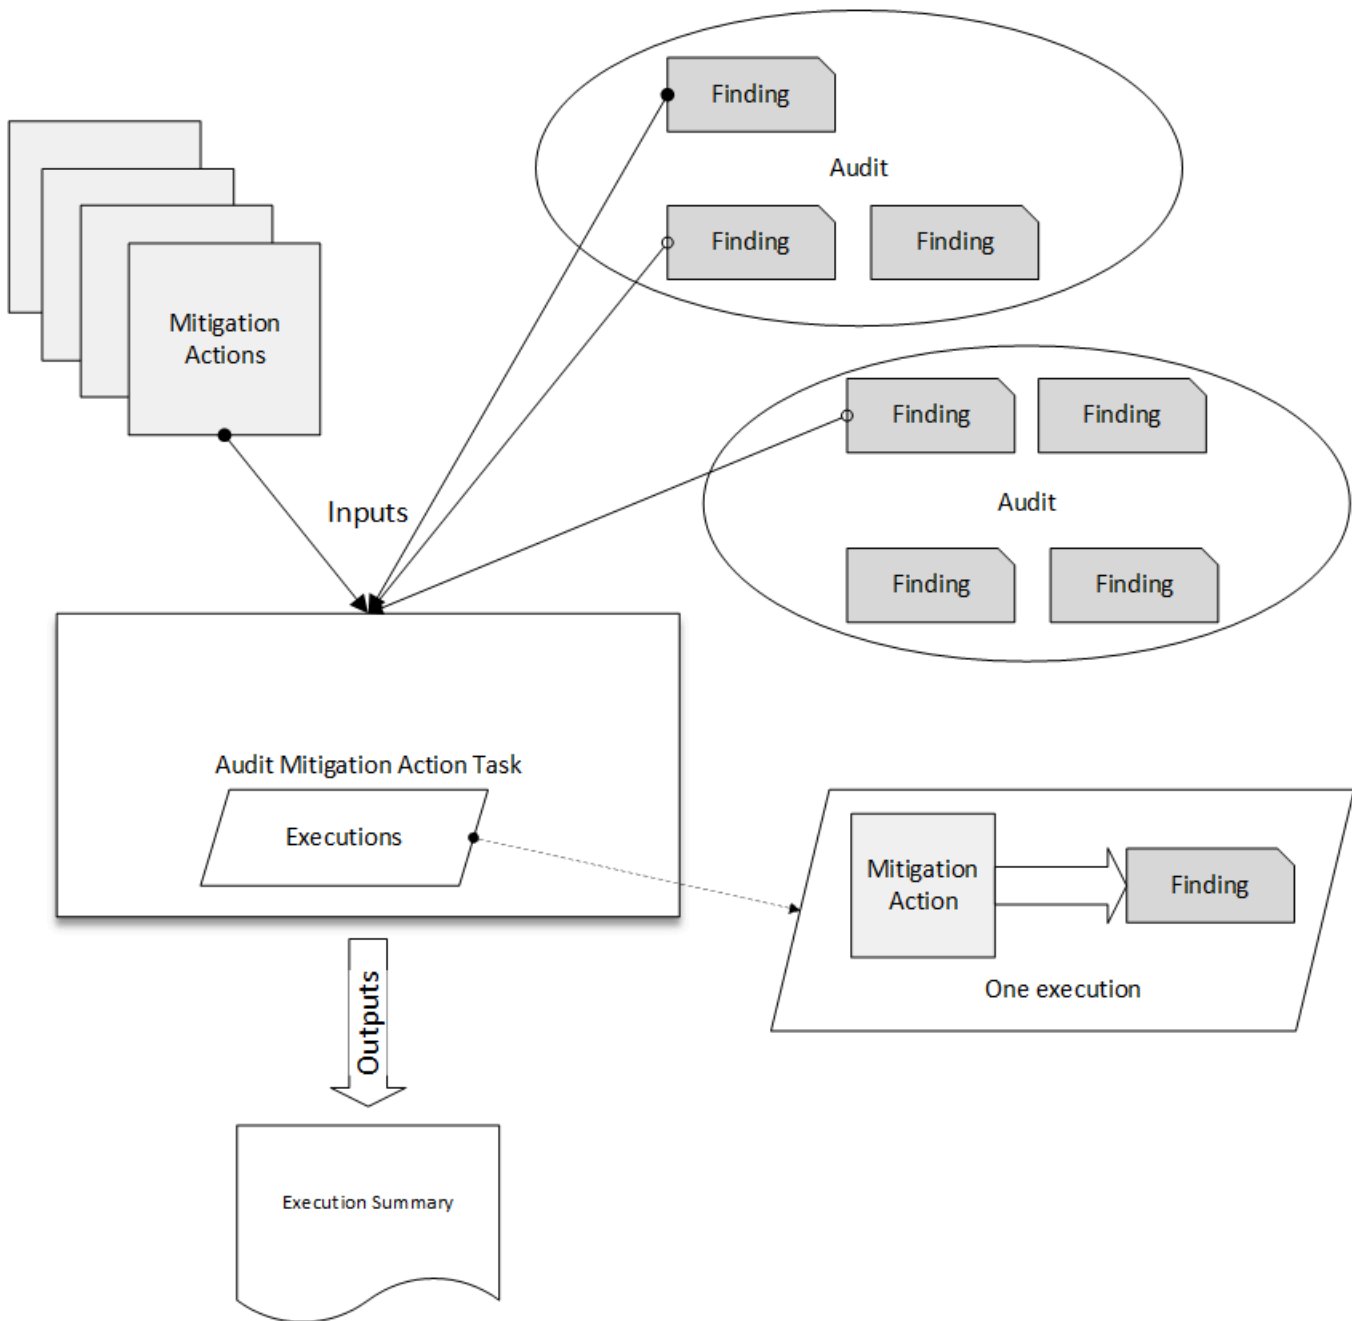 Finding
Audit
Finding
Finding
Mitigation
Actions
Finding
Finding
Inputs
Audit
Finding
Finding
Audit Mitigation Action Task
Executions
Mitigation
Action
Finding
One execution
Outputs
Execution Summary